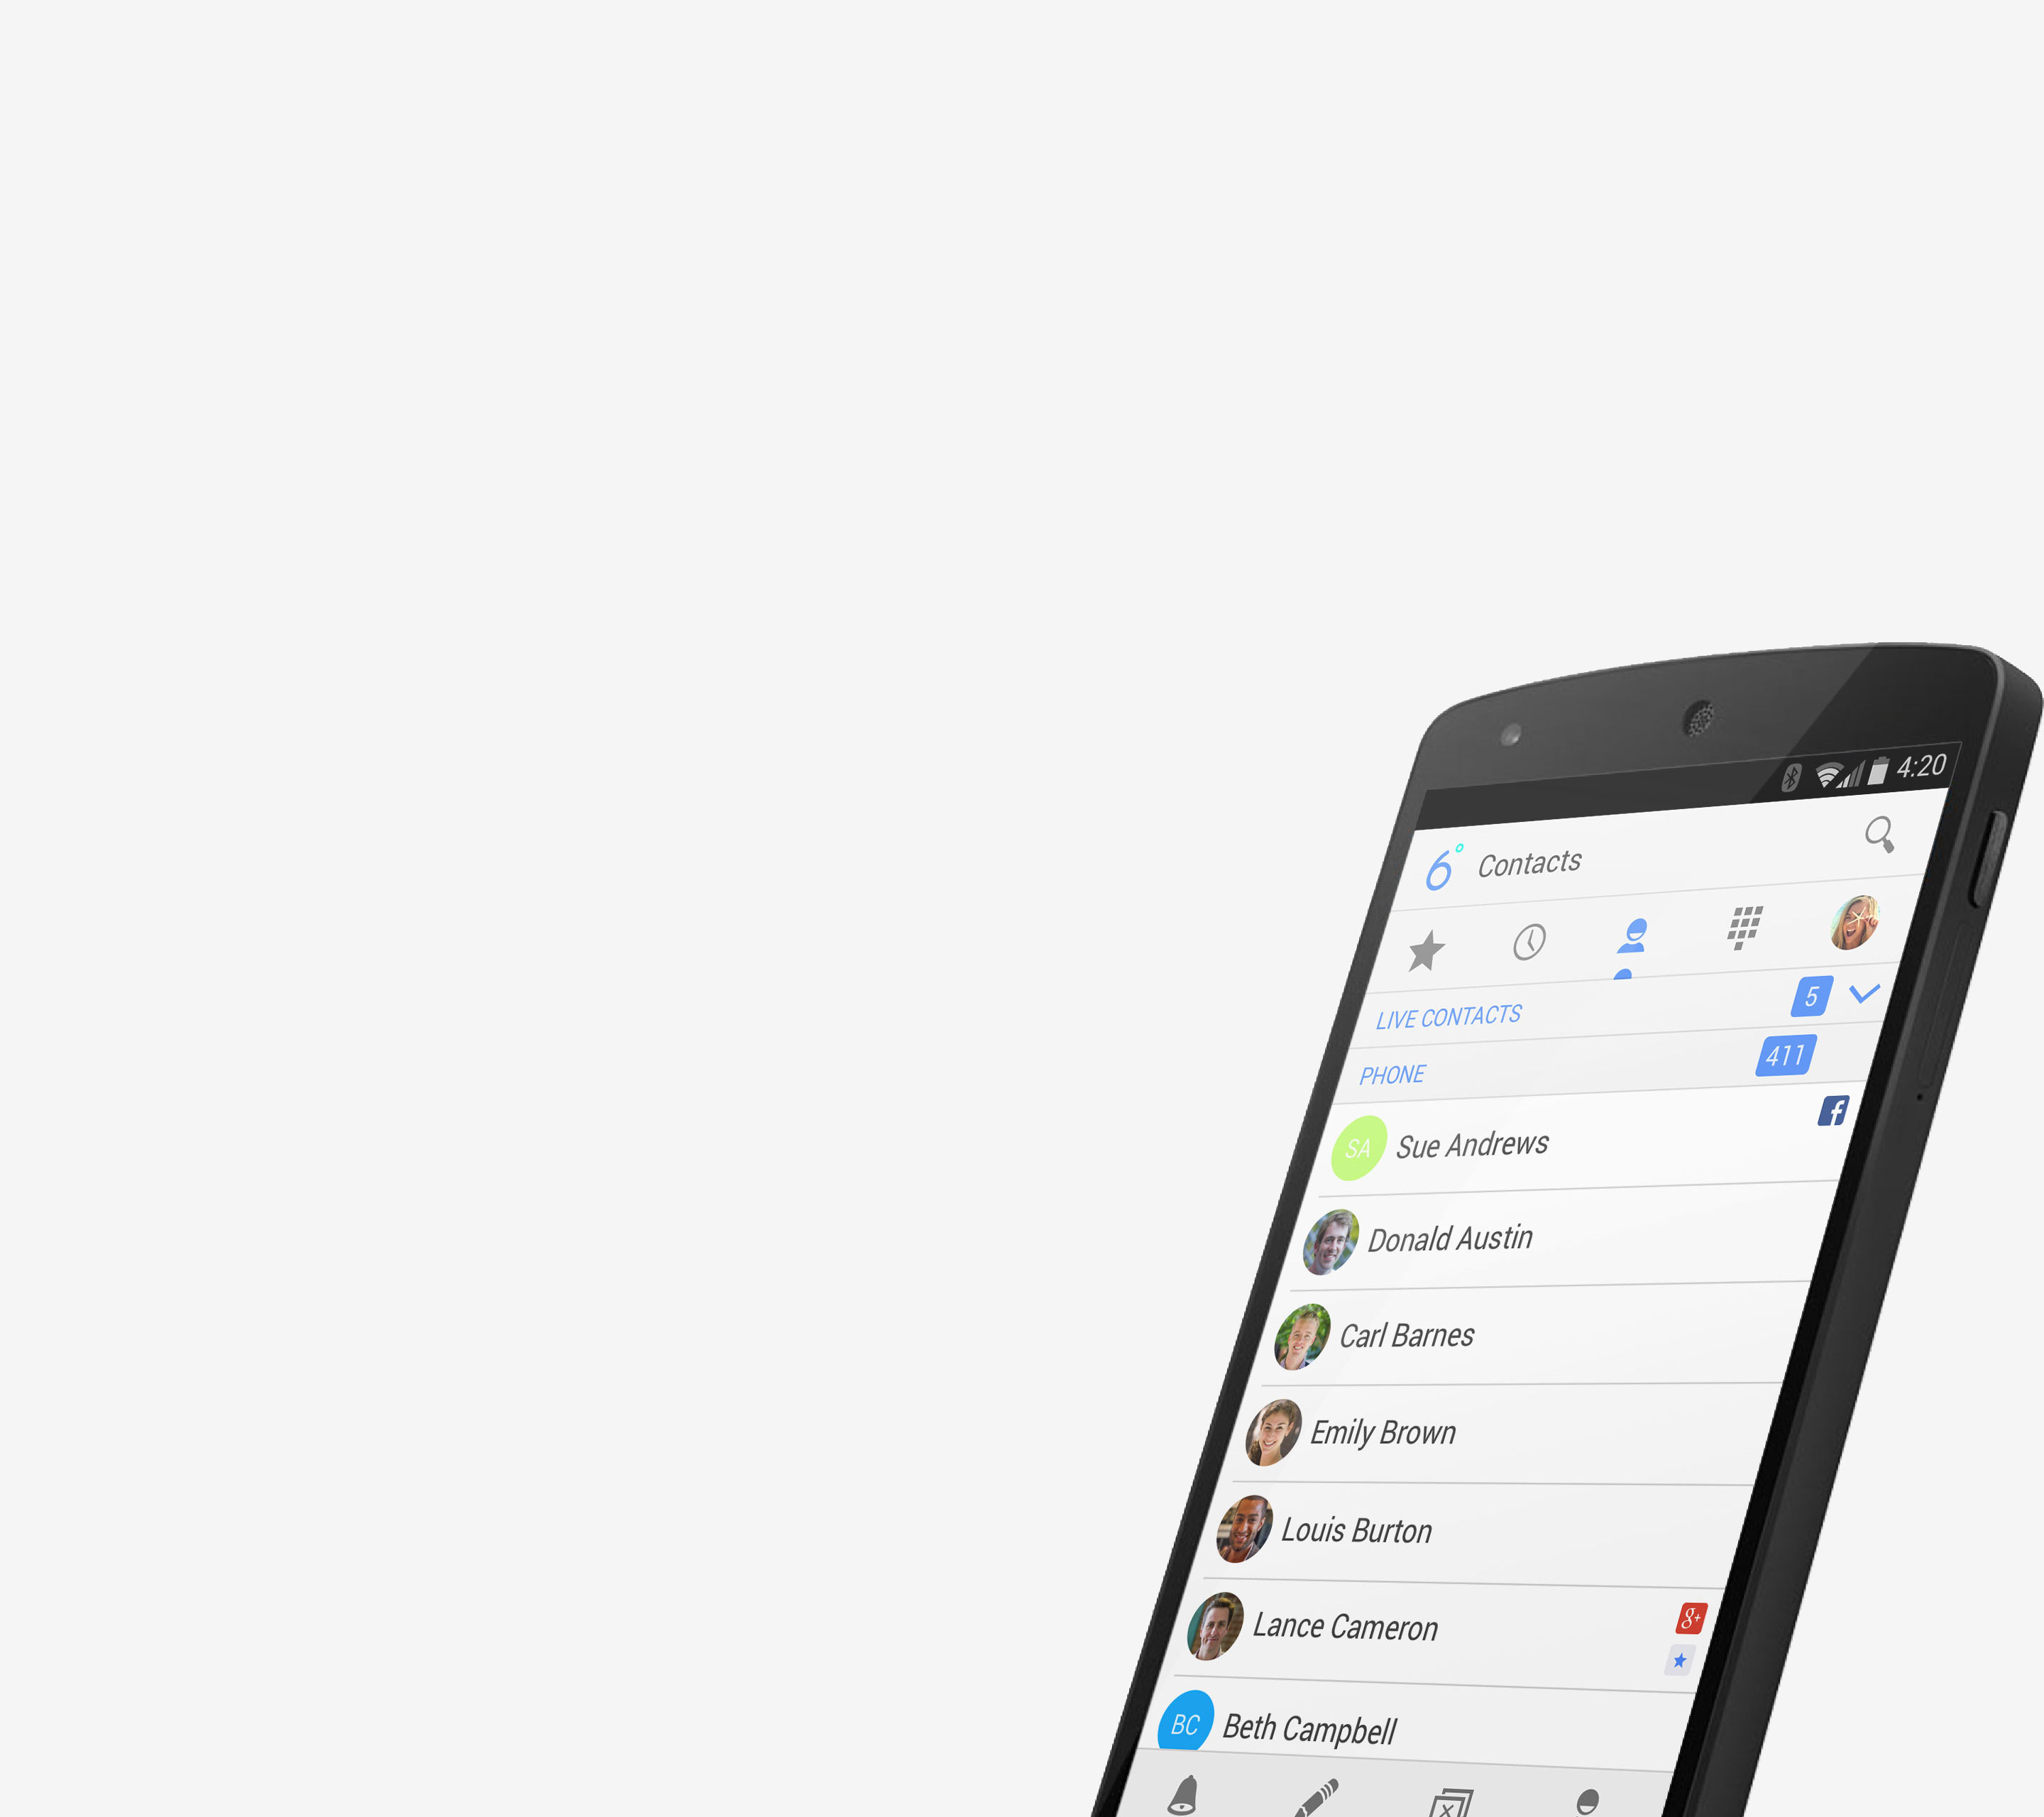 4:20
6° Contacts
LIVE CONTACTS 5
PHONE 411
f
SA Sue Andrews
Donald Austin
Carl Barnes
Emily Brown
Louis Burton
Lance Cameron g+
BC Beth Campbell